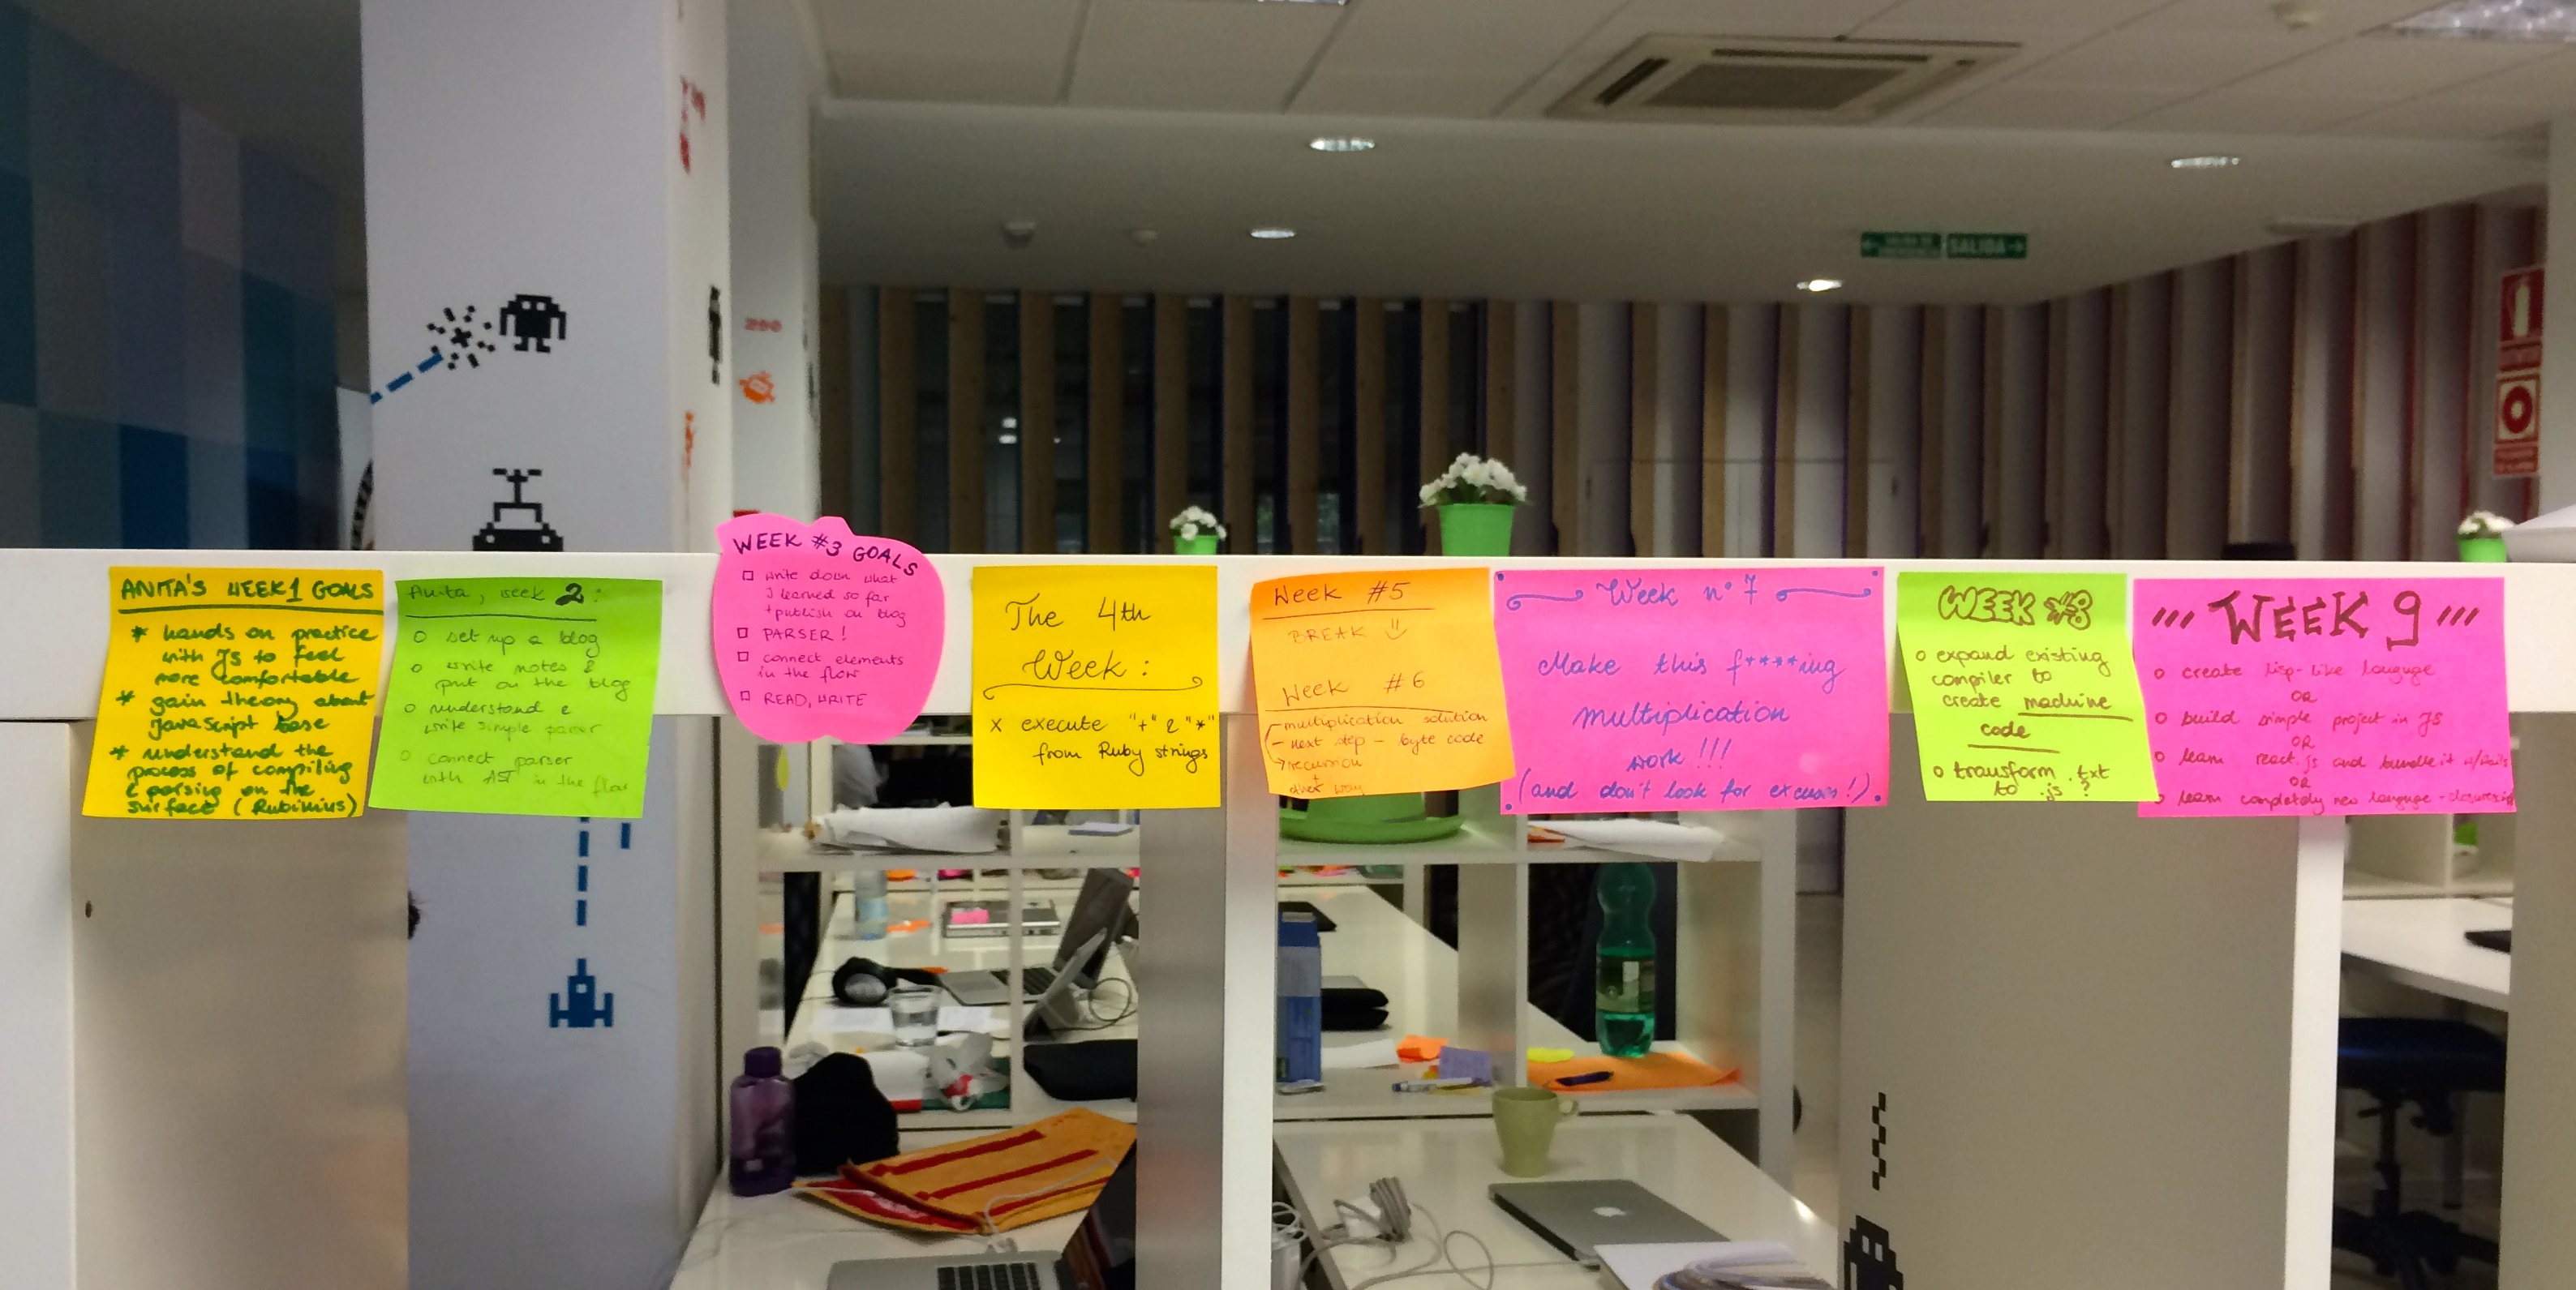 SALIDA
ANITA'S WEEK 1 GOALS
* hands on practice
with JS to feel
more comfortable
* gain theory about
JavaScript base
* understand the
process of compiling
& parsing on the
surface (Rubinius)
Anita, week 2:
o set up a blog
o write notes &
put on the blog
o understand &
write simple parser
o connect parser
with AST in the flow
WEEK #3 GOALS
□ write down what
I learned so far
+ publish on blog
□ PARSER!
□ connect elements
in the flow
□ READ, WRITE
The 4th
Week:
x execute "+" & "*"
from Ruby strings
Week #5
BREAK
Week #6
- multiplication solution
- next step - byte code
recursion
+
other way
Week n° 7
Make this f****ing
multiplication
work !!!
(and don't look for excuses!)
WEEK #8
o expand existing
compiler to
create machine
code
o transform .txt
to .js ?
''' WEEK 9 '''
o create lisp-like language
OR
o build simple project in JS
OR
o learn react.js and bundle it w/Rails
OR
o learn completely new language -